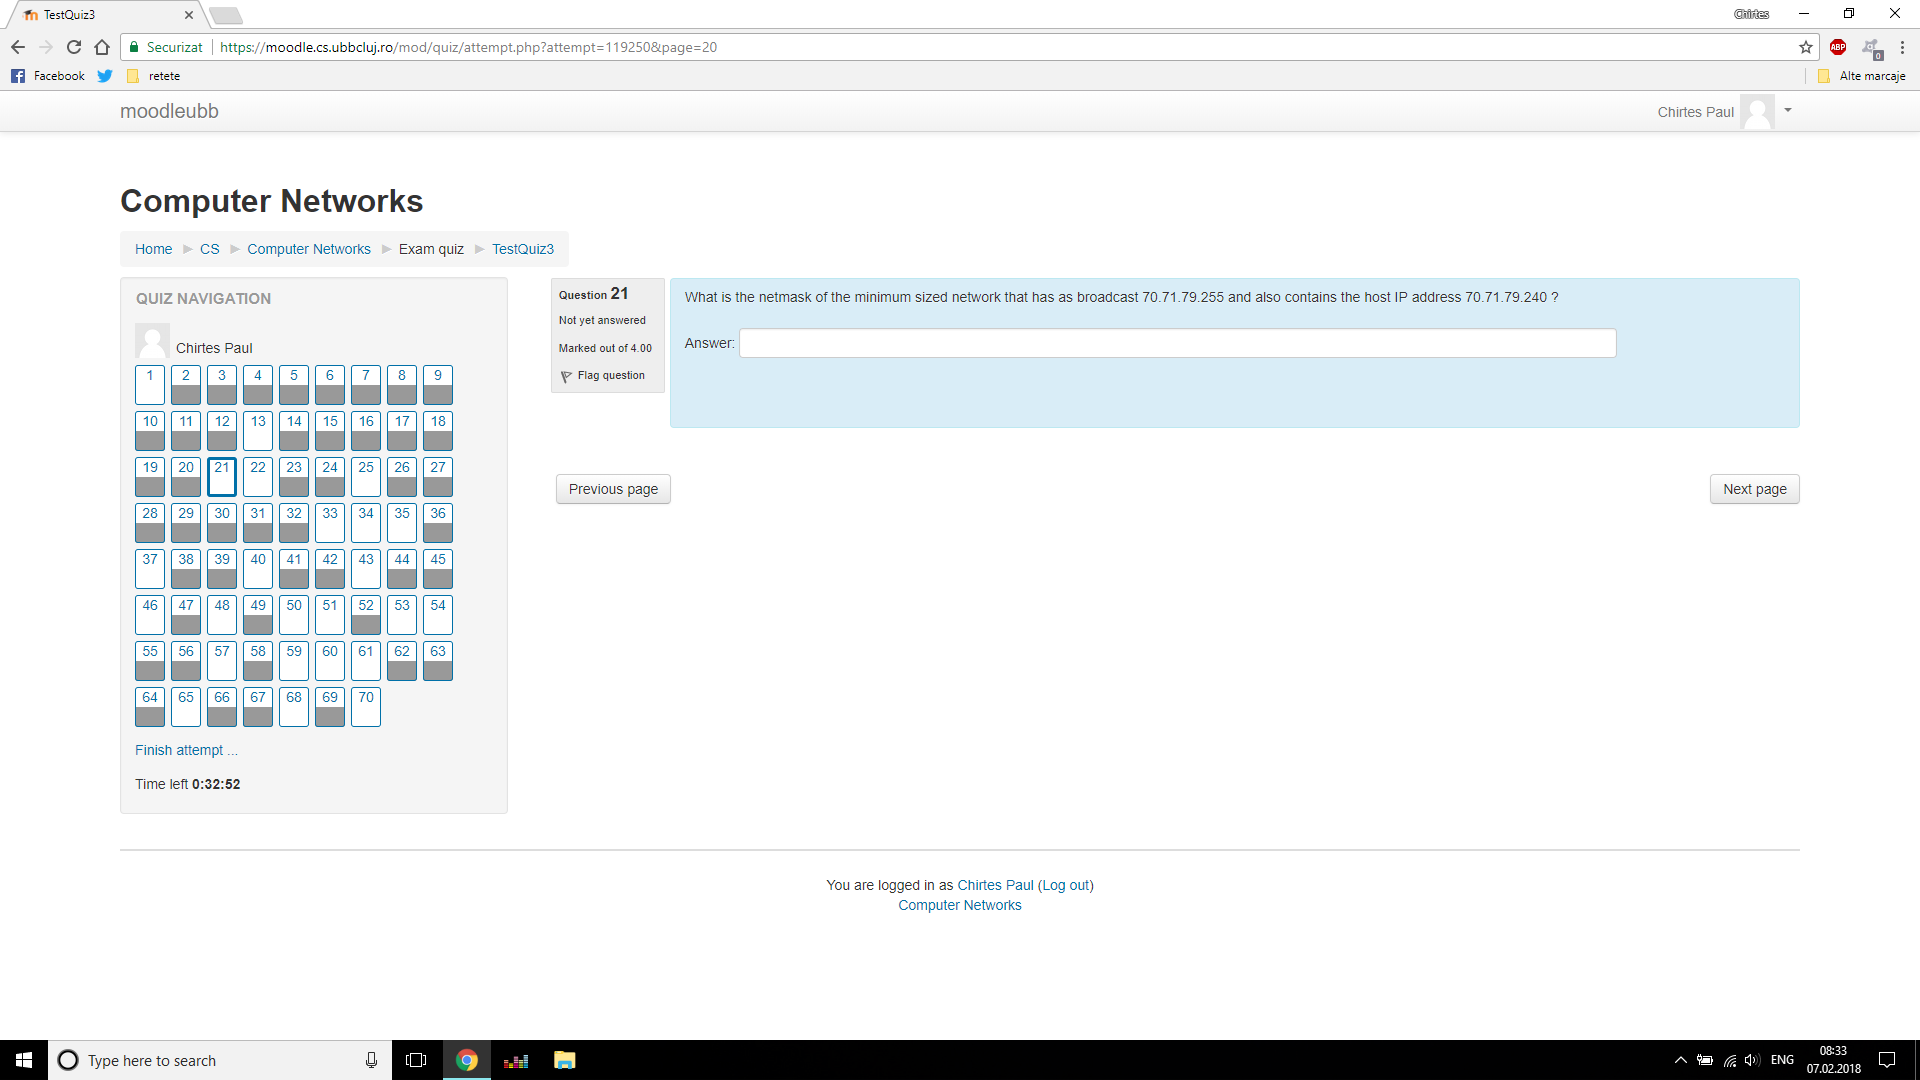 TestQuiz3
Chirtes
Securizat
https://moodle.cs.ubbcluj.ro/mod/quiz/attempt.php?attempt=119250&page=20
ABP
0
Facebook
retete
Alte marcaje
moodleubb
Chirtes Paul
Computer Networks
Home ► CS ► Computer Networks ► Exam quiz ► TestQuiz3
QUIZ NAVIGATION
Chirtes Paul
1 2 3 4 5 6 7 8 9
10 11 12 13 14 15 16 17 18
19 20 21 22 23 24 25 26 27
28 29 30 31 32 33 34 35 36
37 38 39 40 41 42 43 44 45
46 47 48 49 50 51 52 53 54
55 56 57 58 59 60 61 62 63
64 65 66 67 68 69 70
Finish attempt ...
Time left 0:32:52
Question 21
Not yet answered
Marked out of 4.00
Flag question
What is the netmask of the minimum sized network that has as broadcast 70.71.79.255 and also contains the host IP address 70.71.79.240 ?
Answer:
Previous page
Next page
You are logged in as Chirtes Paul (Log out)
Computer Networks
Type here to search
ENG
08:33
07.02.2018